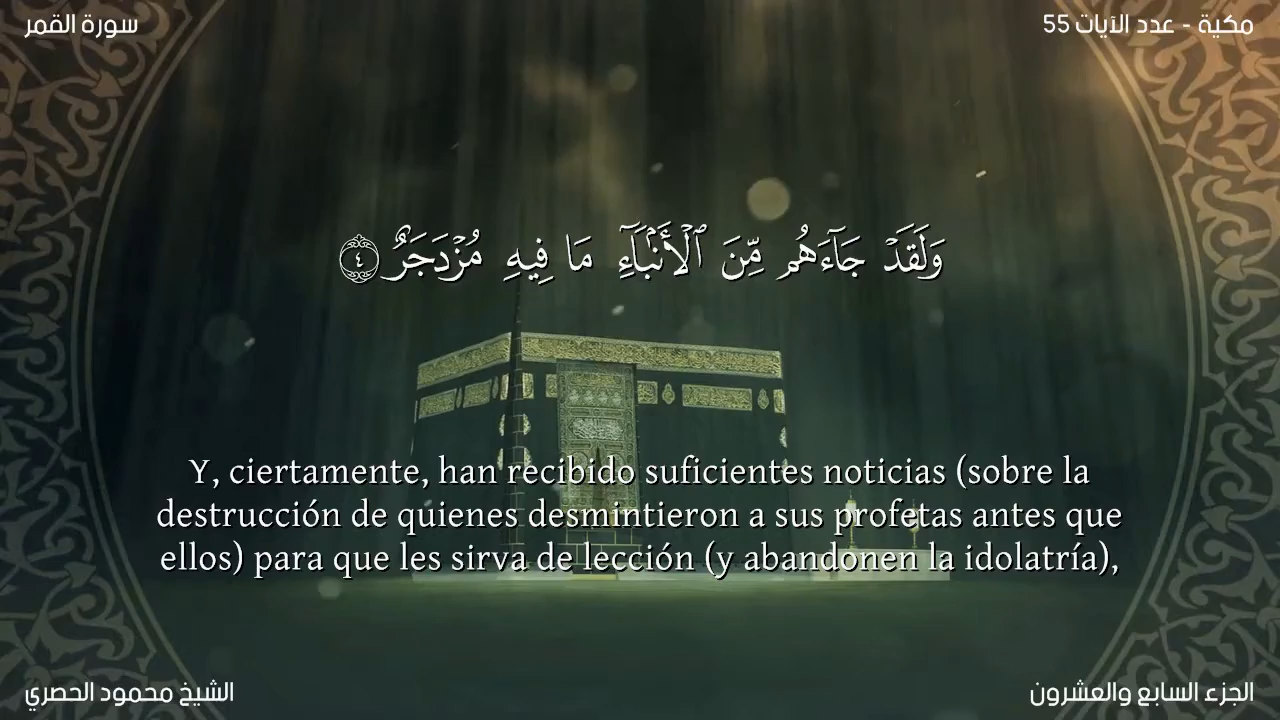 سورة القمر
مكية - عدد الآيات 55
وَلَقَدْ جَآءَهُم مِّنَ ٱلْأَنۢبَآءِ مَا فِيهِ مُزْدَجَرٌ ٤
Y, ciertamente, han recibido suficientes noticias (sobre la
destrucción de quienes desmintieron a sus profetas antes que
ellos) para que les sirva de lección (y abandonen la idolatría),
الشيخ محمود الحصري
الجزء السابع والعشرون